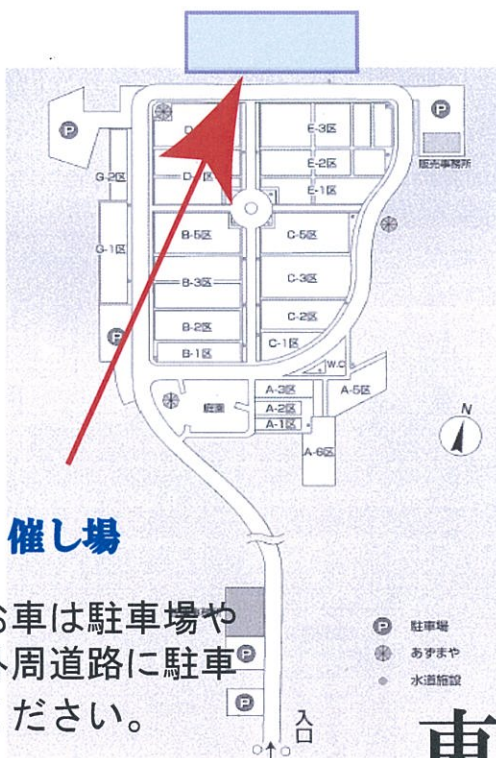 P
P
D
E-3区
E-2区
販売事務所
G-2区
D-1区
E-1区
B-5区
C-5区
G-1区
B-3区
C-3区
C-2区
P
B-2区
C-1区
B-1区
W.C
A-3区
A-5区
A-2区
A-1区
A-6区
N
催し場
お車は駐車場や
外周道路に駐車
ください。
P
P
入口
P 駐車場
あずまや
水道施設